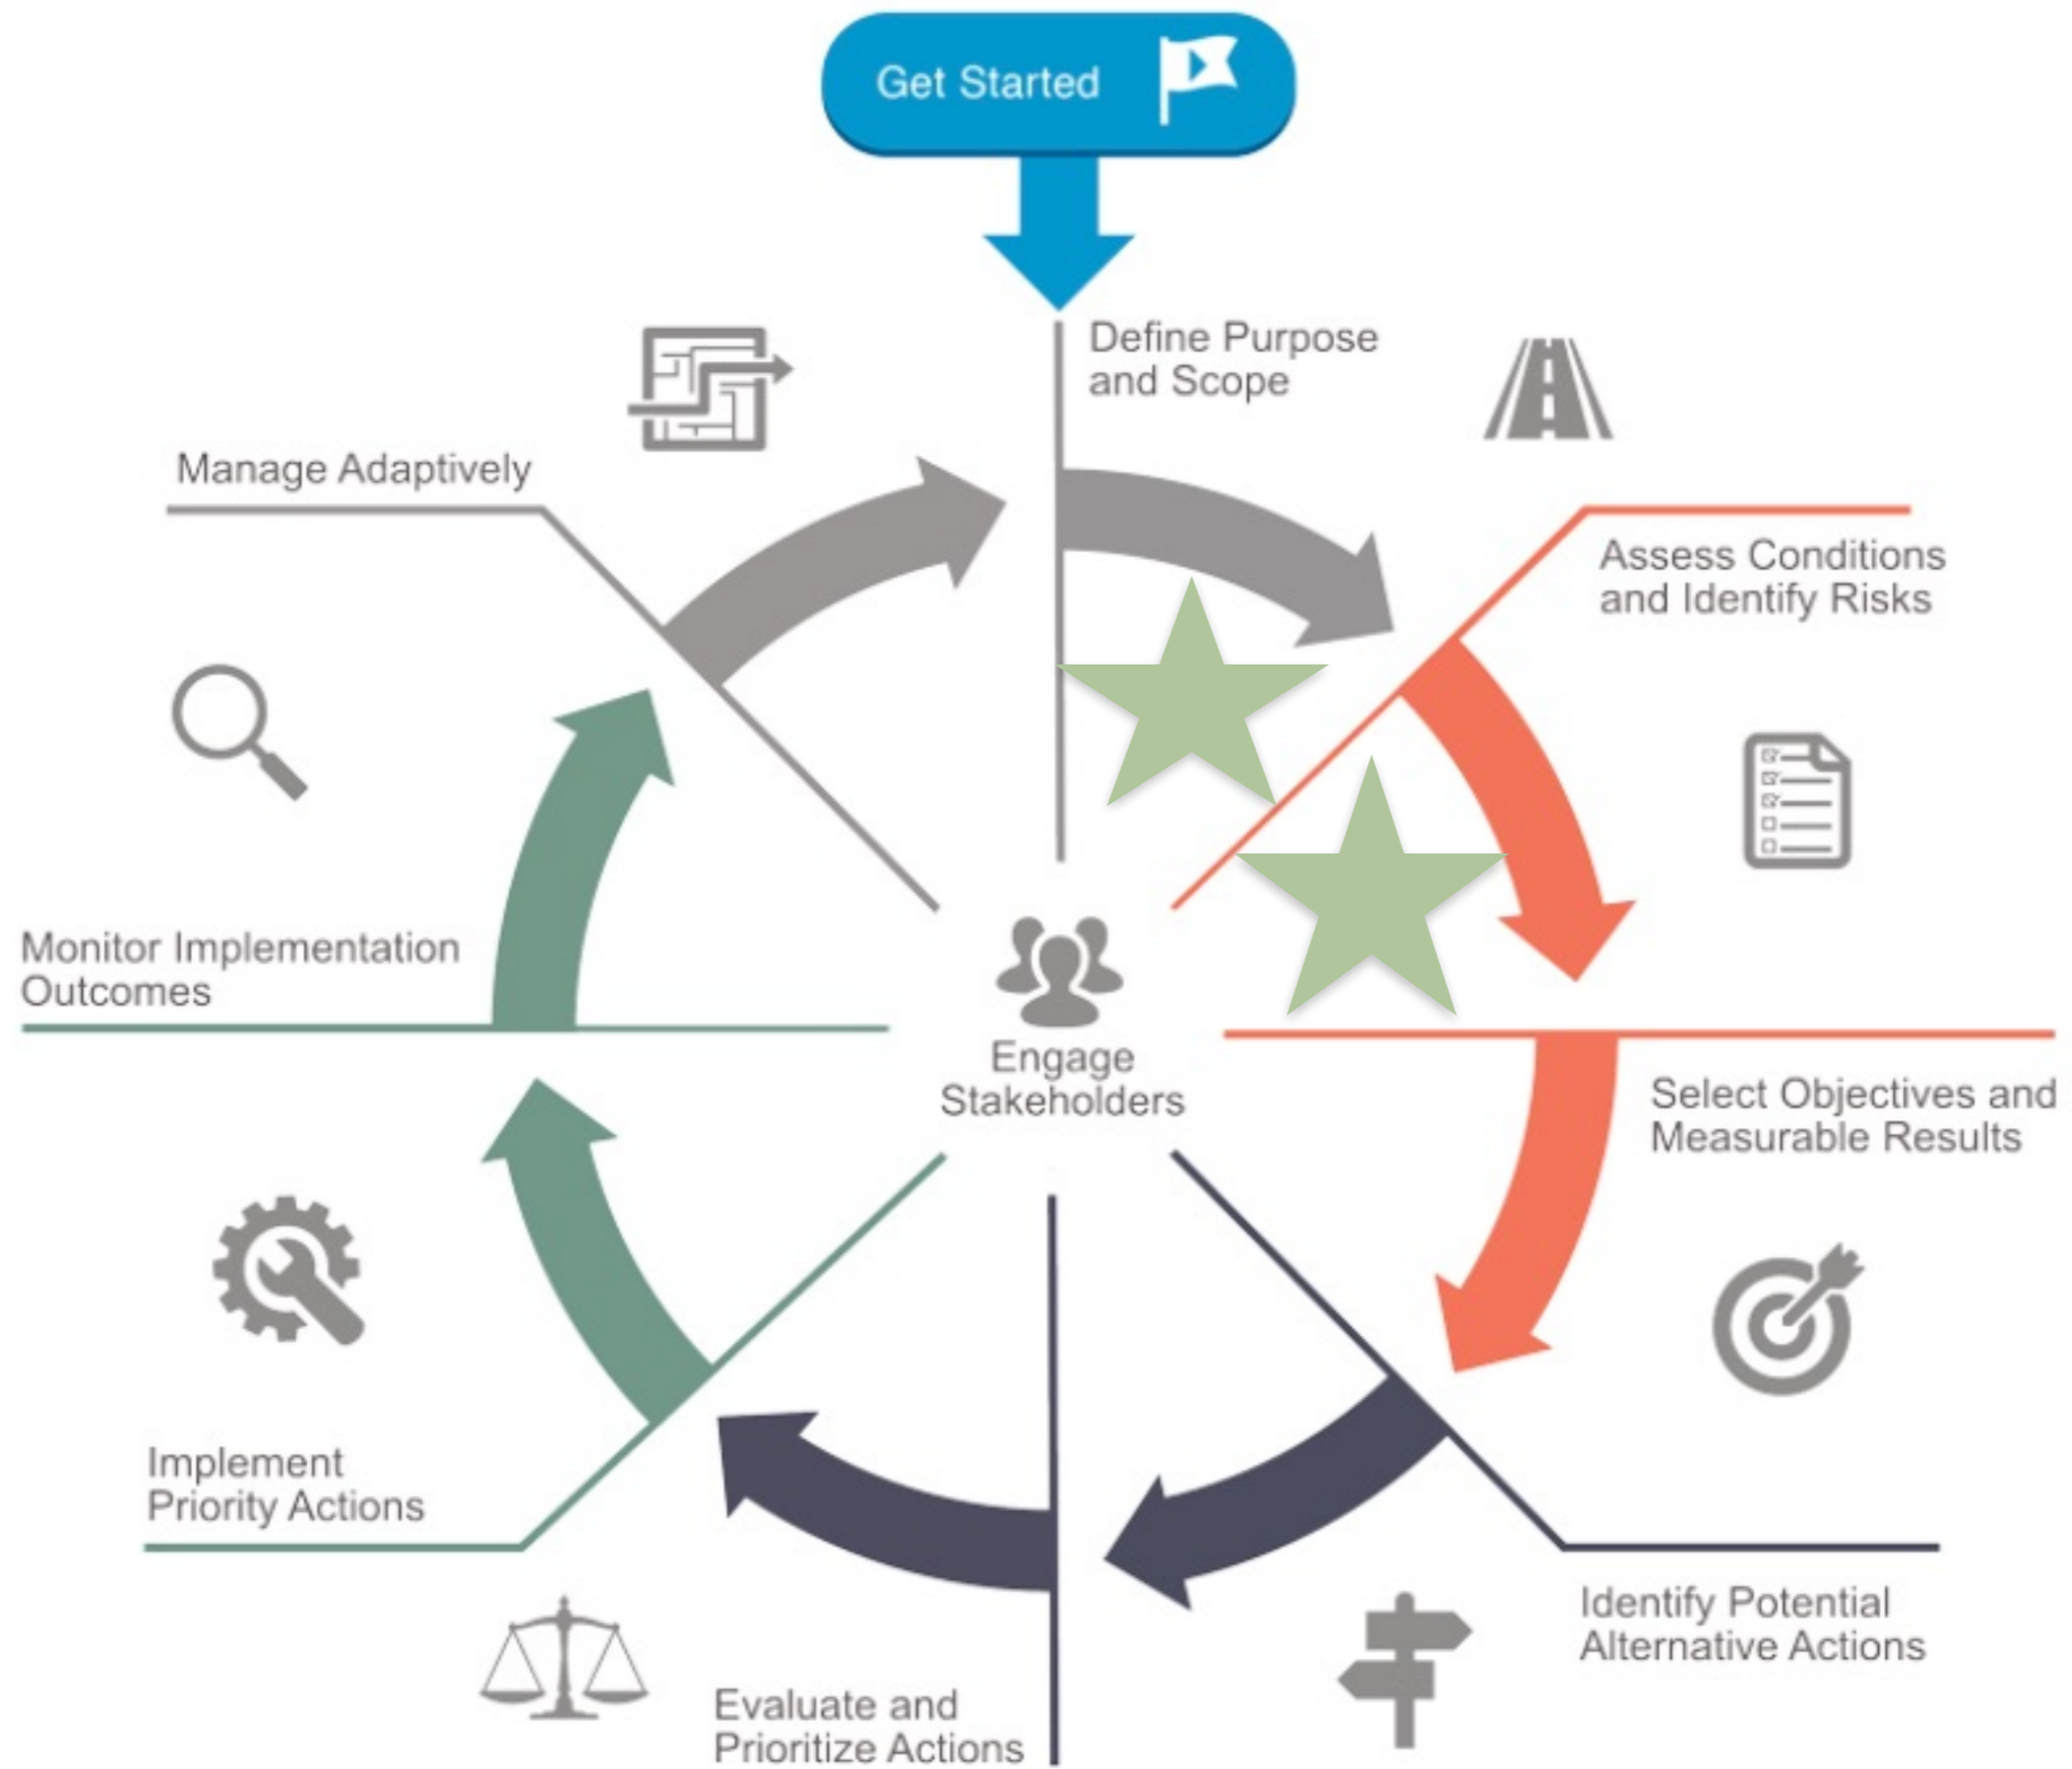 Get Started
Define Purpose
and Scope
Assess Conditions
and Identify Risks
Select Objectives and
Measurable Results
Identify Potential
Alternative Actions
Evaluate and
Prioritize Actions
Implement
Priority Actions
Monitor Implementation
Outcomes
Manage Adaptively
Engage
Stakeholders